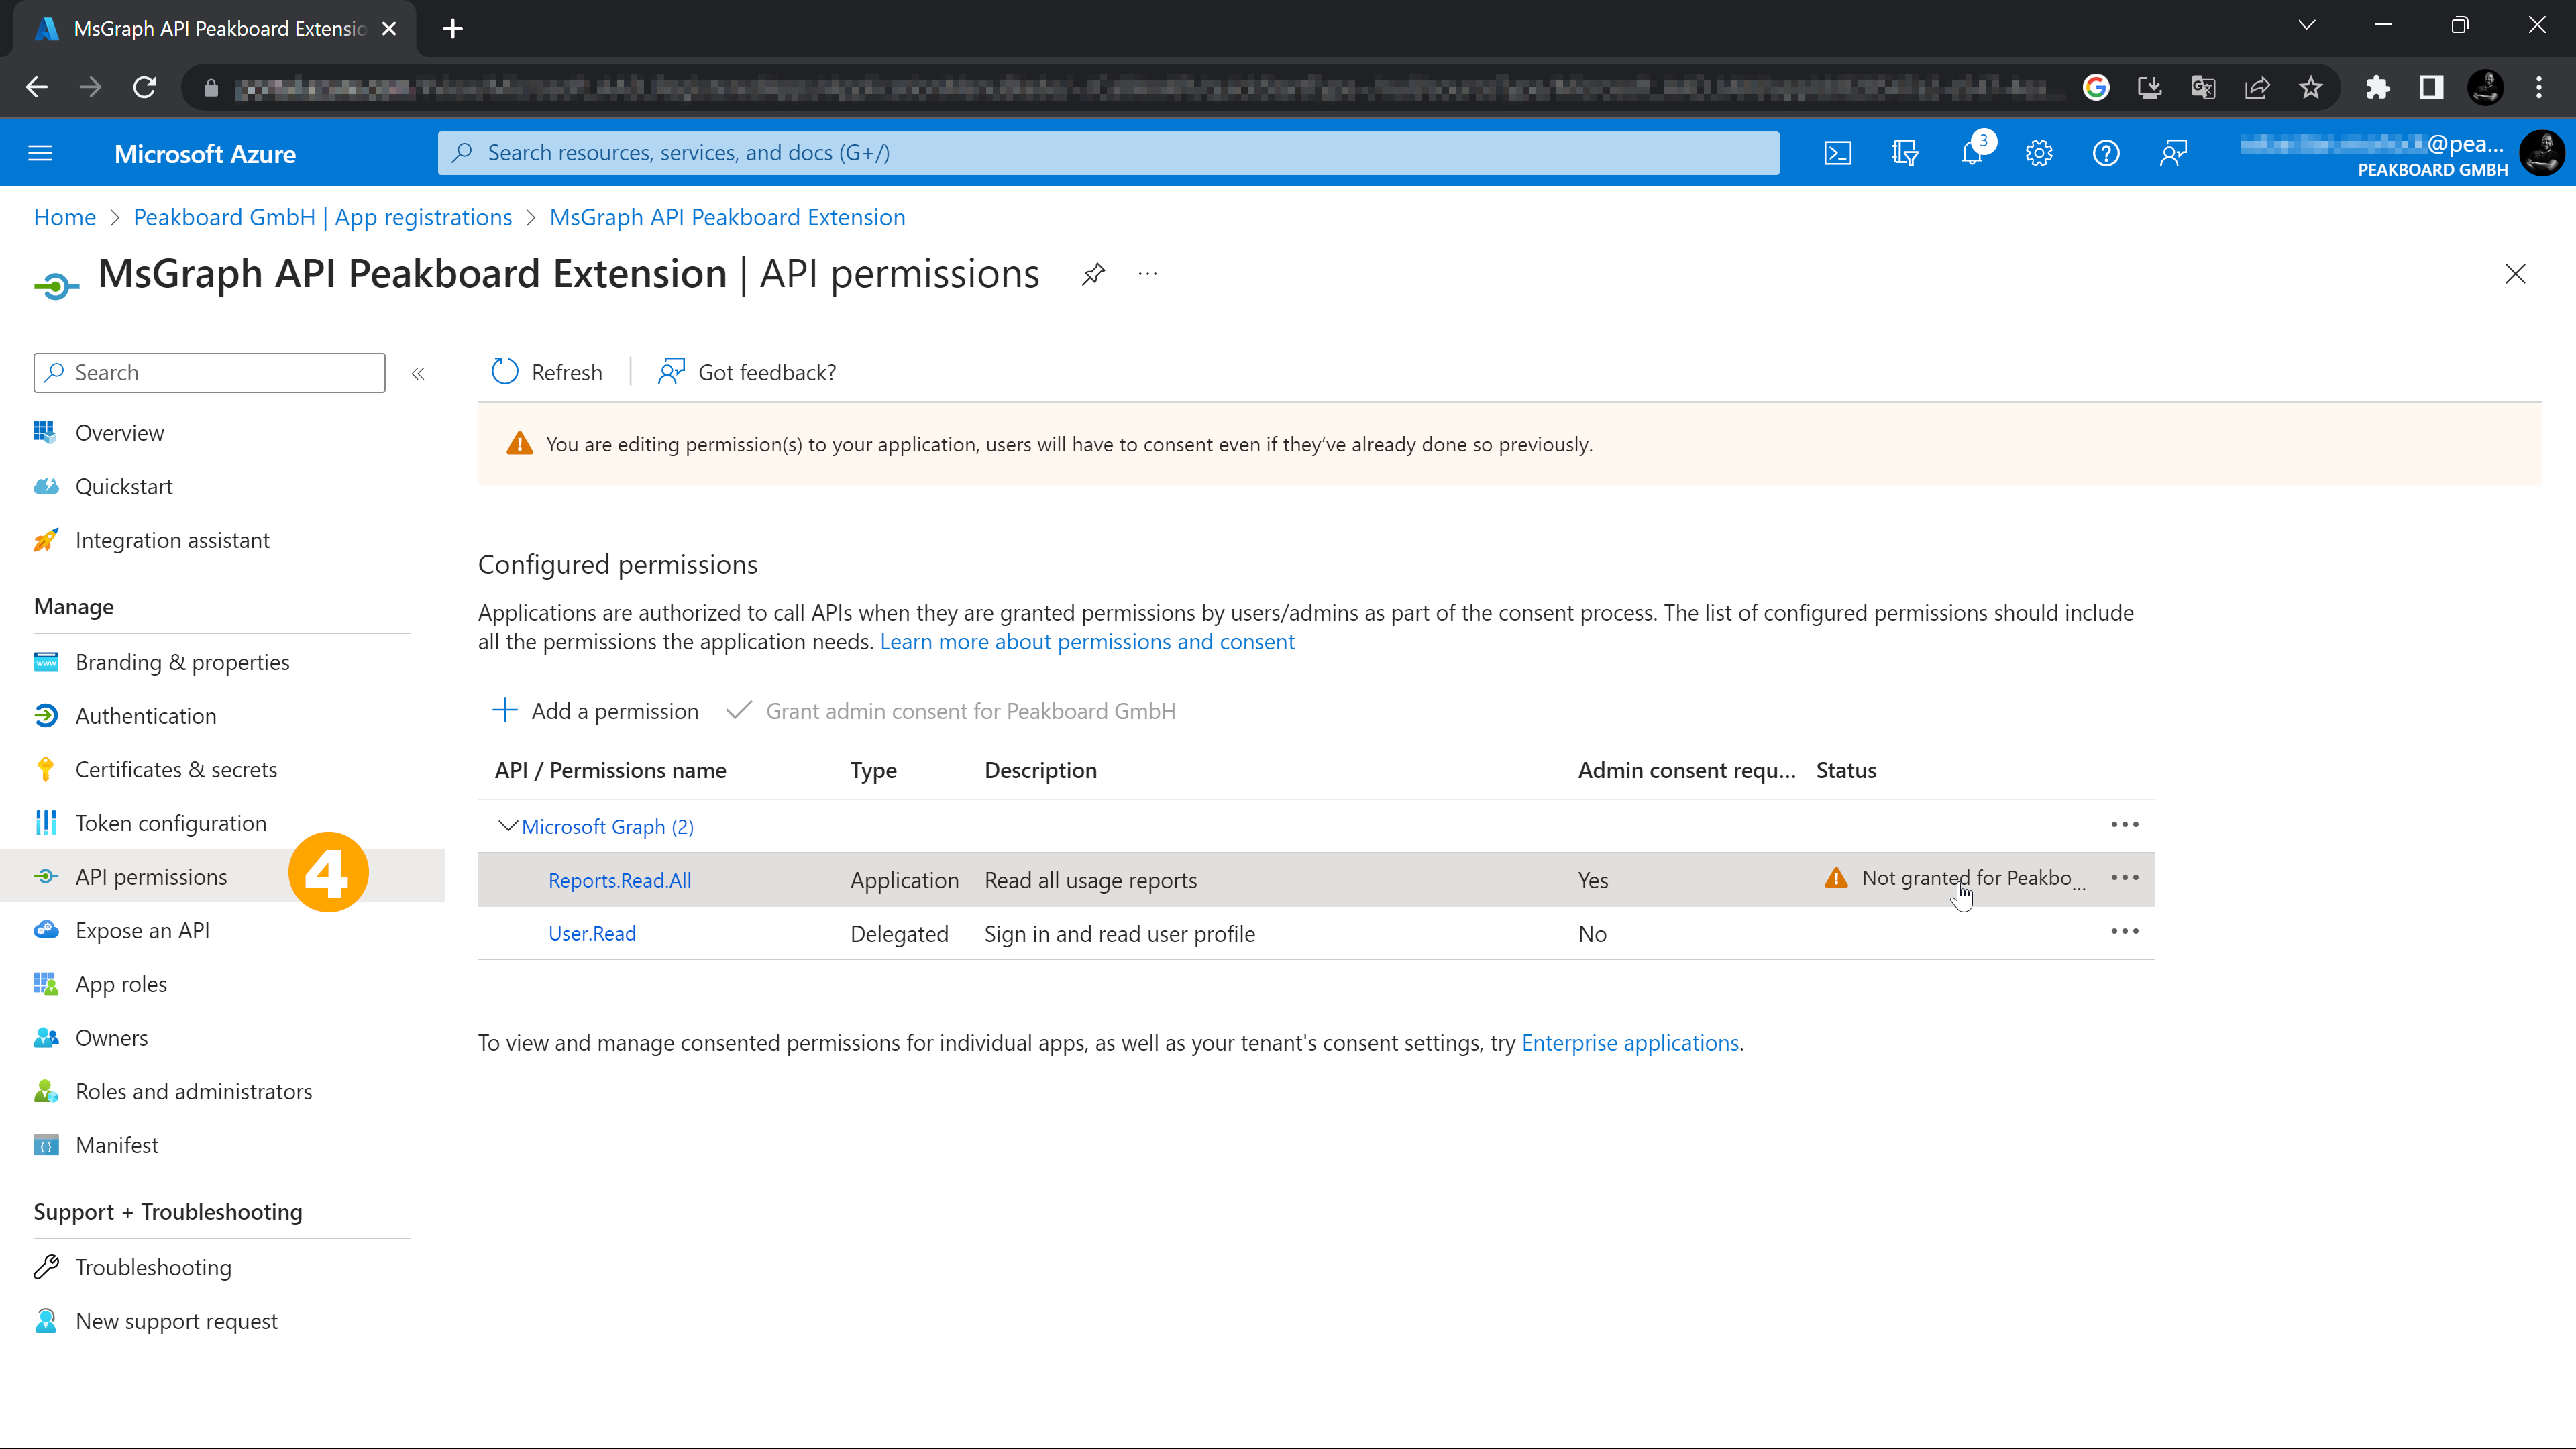 MsGraph API Peakboard Extensio
Microsoft Azure
Search resources, services, and docs (G+/)
3
@pea...
PEAKBOARD GMBH
Home > Peakboard GmbH | App registrations > MsGraph API Peakboard Extension
MsGraph API Peakboard Extension | API permissions
Search
Refresh
Got feedback?
Overview
You are editing permission(s) to your application, users will have to consent even if they've already done so previously.
Quickstart
Integration assistant
Configured permissions
Manage
Applications are authorized to call APIs when they are granted permissions by users/admins as part of the consent process. The list of configured permissions should include
all the permissions the application needs. Learn more about permissions and consent
Branding & properties
Authentication
Add a permission
Grant admin consent for Peakboard GmbH
Certificates & secrets
API / Permissions name Type Description Admin consent requ... Status
Token configuration
Microsoft Graph (2)
API permissions
4
Reports.Read.All Application Read all usage reports Yes Not granted for Peakbo...
Expose an API
User.Read Delegated Sign in and read user profile No
App roles
Owners
To view and manage consented permissions for individual apps, as well as your tenant's consent settings, try Enterprise applications.
Roles and administrators
Manifest
Support + Troubleshooting
Troubleshooting
New support request